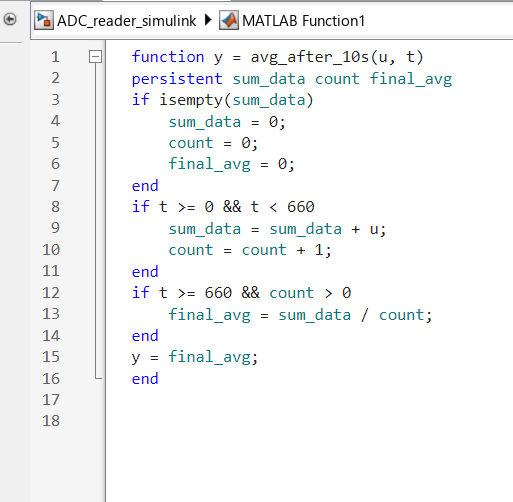 ADC_reader_simulink MATLAB Function1
1 function y = avg_after_10s(u, t)
2 persistent sum_data count final_avg
3 if isempty(sum_data)
4     sum_data = 0;
5     count = 0;
6     final_avg = 0;
7 end
8 if t >= 0 && t < 660
9     sum_data = sum_data + u;
10     count = count + 1;
11 end
12 if t >= 660 && count > 0
13     final_avg = sum_data / count;
14 end
15 y = final_avg;
16 end
17
18